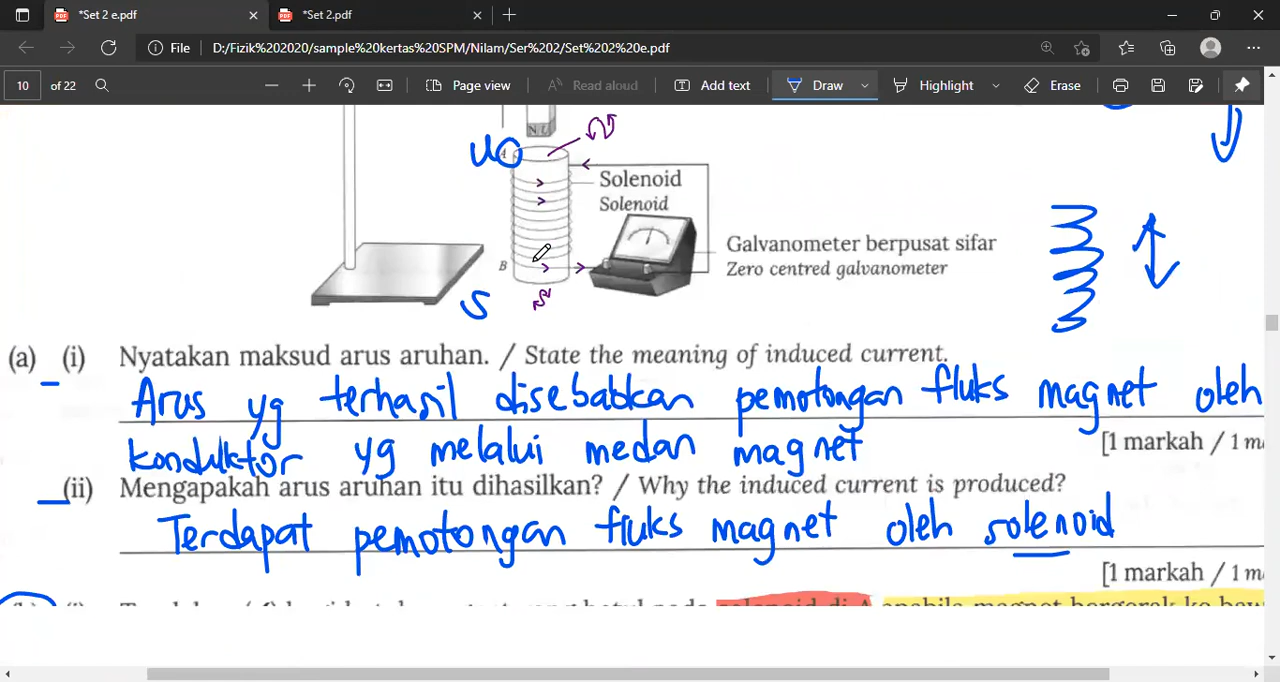 *Set 2 e.pdf
*Set 2.pdf
File
D:/Fizik%202020/sample%20kertas%20SPM/Nilam/Ser%202/Set%202%20e.pdf
10 of 22
Page view
Read aloud
Add text
Draw
Highlight
Erase
N U
U
A
Solenoid
Solenoid
Galvanometer berpusat sifar
Zero centred galvanometer
B
S
(a) (i) Nyatakan maksud arus aruhan. / State the meaning of induced current.
Arus yg terhasil disebabkan pemotongan fluks magnet oleh
konduktor yg melalui medan magnet
[1 markah / 1 m
(ii) Mengapakah arus aruhan itu dihasilkan? / Why the induced current is produced?
Terdapat pemotongan fluks magnet oleh solenoid
[1 markah / 1 m